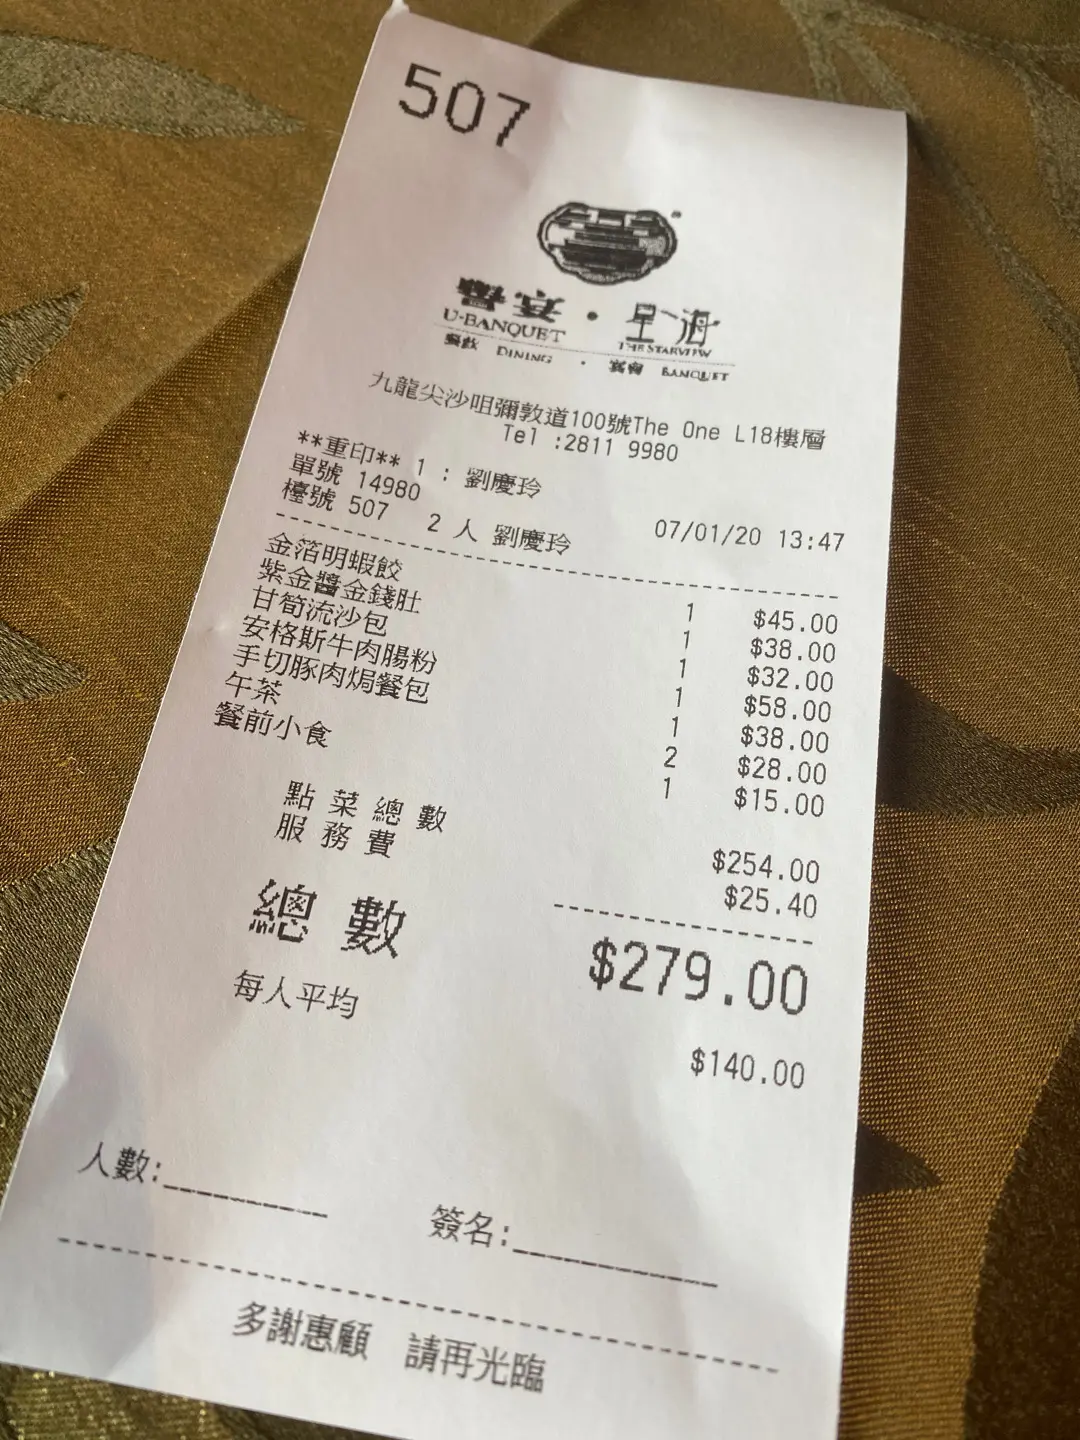 507
譽宴 · 星海
U-BANQUET THE STARVIEW
餐飲 DINING · 宴會 BANQUET
九龍尖沙咀彌敦道100號The One L18樓層
Tel :2811 9980
**重印** 1 : 劉慶玲
單號 14980
檯號 507 2 人 劉慶玲 07/01/20 13:47
金箔明蝦餃 1 $45.00
紫金醬金錢肚 1 $38.00
甘筍流沙包 1 $32.00
安格斯牛肉腸粉 1 $58.00
手切豚肉焗餐包 1 $38.00
午茶 2 $28.00
餐前小食 1 $15.00
點菜總數 $254.00
服務費 $25.40
總數 $279.00
每人平均 $140.00
人數:
簽名:
多謝惠顧 請再光臨